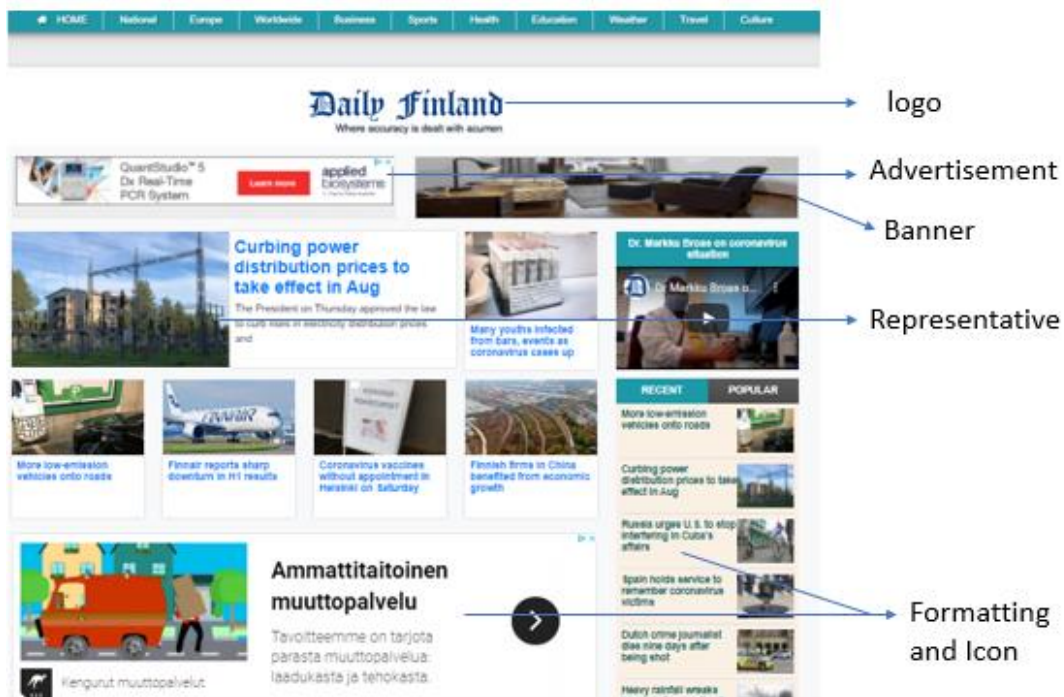 HOME National Europe Worldwide Business Sports Health Education Weather Travel Culture
Daily Finland
Where accuracy is dealt with acumen
logo
QuantStudio™ 5
Dx Real-Time
PCR System
Learn more
applied
biosystems
Advertisement
Banner
Curbing power
distribution prices to
take effect in Aug
The President on Thursday approved the law
to curb rises in electricity distribution prices
and
Many youths infected
from bars, events as
coronavirus cases up
Dr. Markku Broas on coronavirus
situation
Dr Markku Broas o...
Representative
FINNAIR
More low-emission
vehicles onto roads
Finnair reports sharp
downturn in H1 results
Coronavirus vaccines
without appointment in
Helsinki on Saturday
Finnish firms in China
benefited from economic
growth
RECENT POPULAR
More low-emission
vehicles onto roads
Curbing power
distribution prices to take
effect in Aug
Russia urges U.S. to stop
interfering in Cuba's
affairs
Spain holds service to
remember coronavirus
victims
Dutch crime journalist
dies nine days after
being shot
Heavy rainfall wreaks
Ammattitaitoinen
muuttopalvelu
Tavoitteemme on tarjota
parasta muuttopalvelua:
laadukasta ja tehokasta.
Kengurut muuttopalvelut
Formatting
and Icon